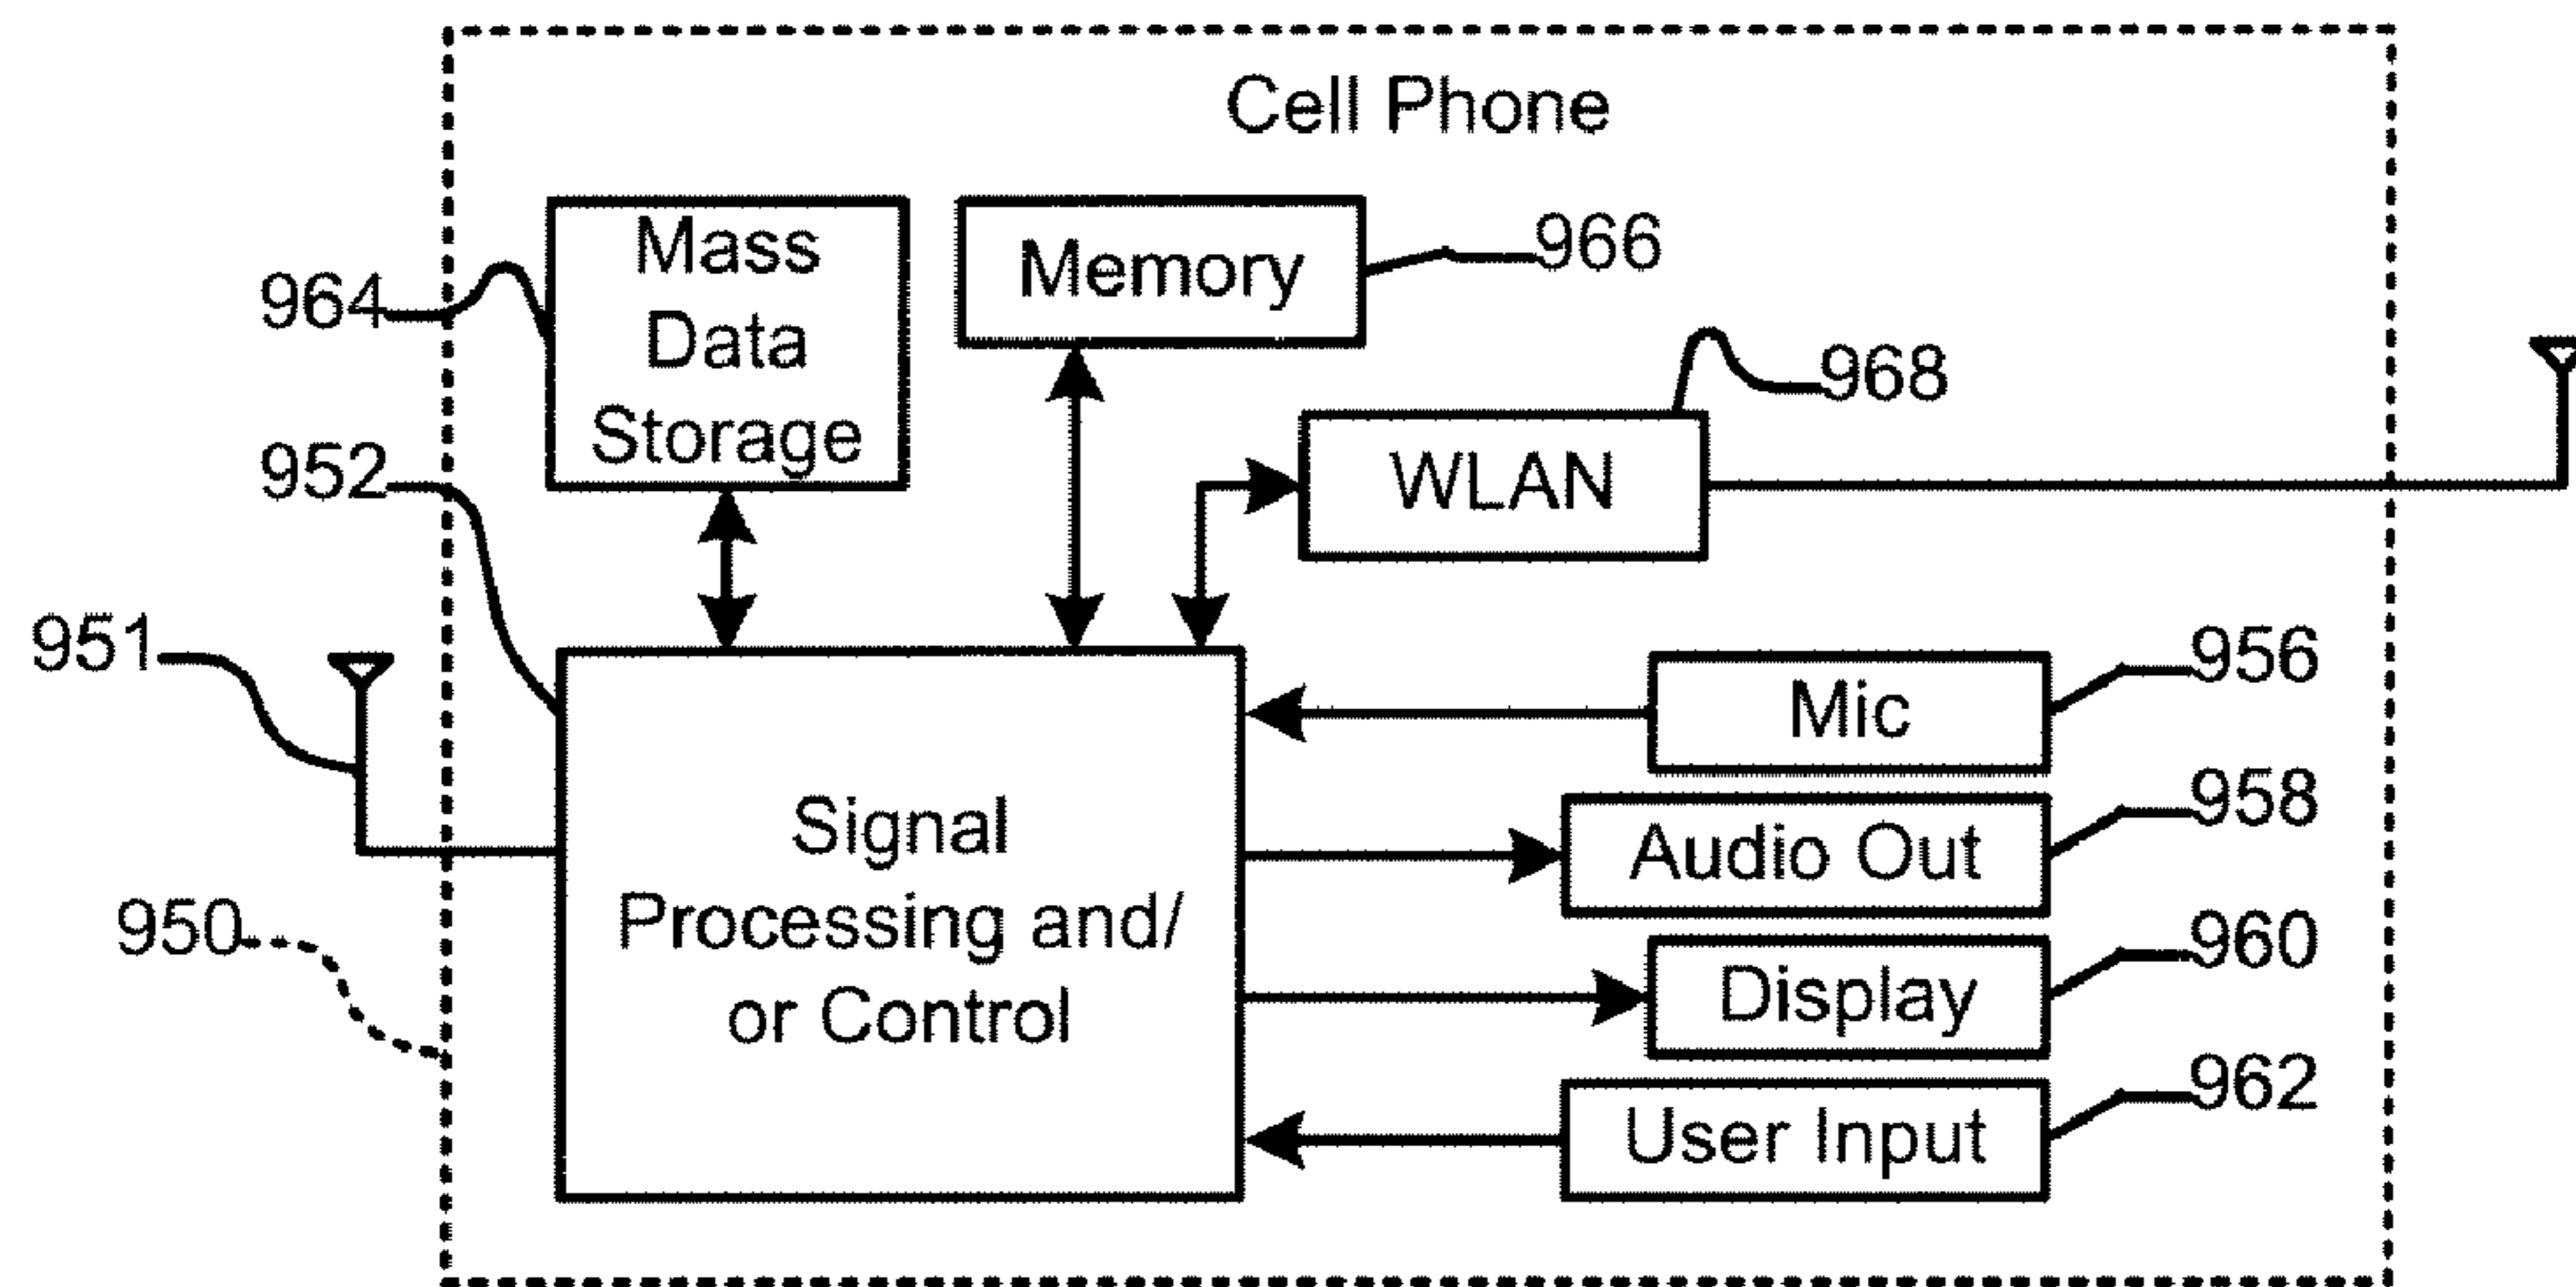 Cell Phone
Mass
Data
Storage
Memory
966
964
968
WLAN
952
951
956
Mic
958
Audio Out
Signal
Processing and/
or Control
950
960
Display
962
User Input